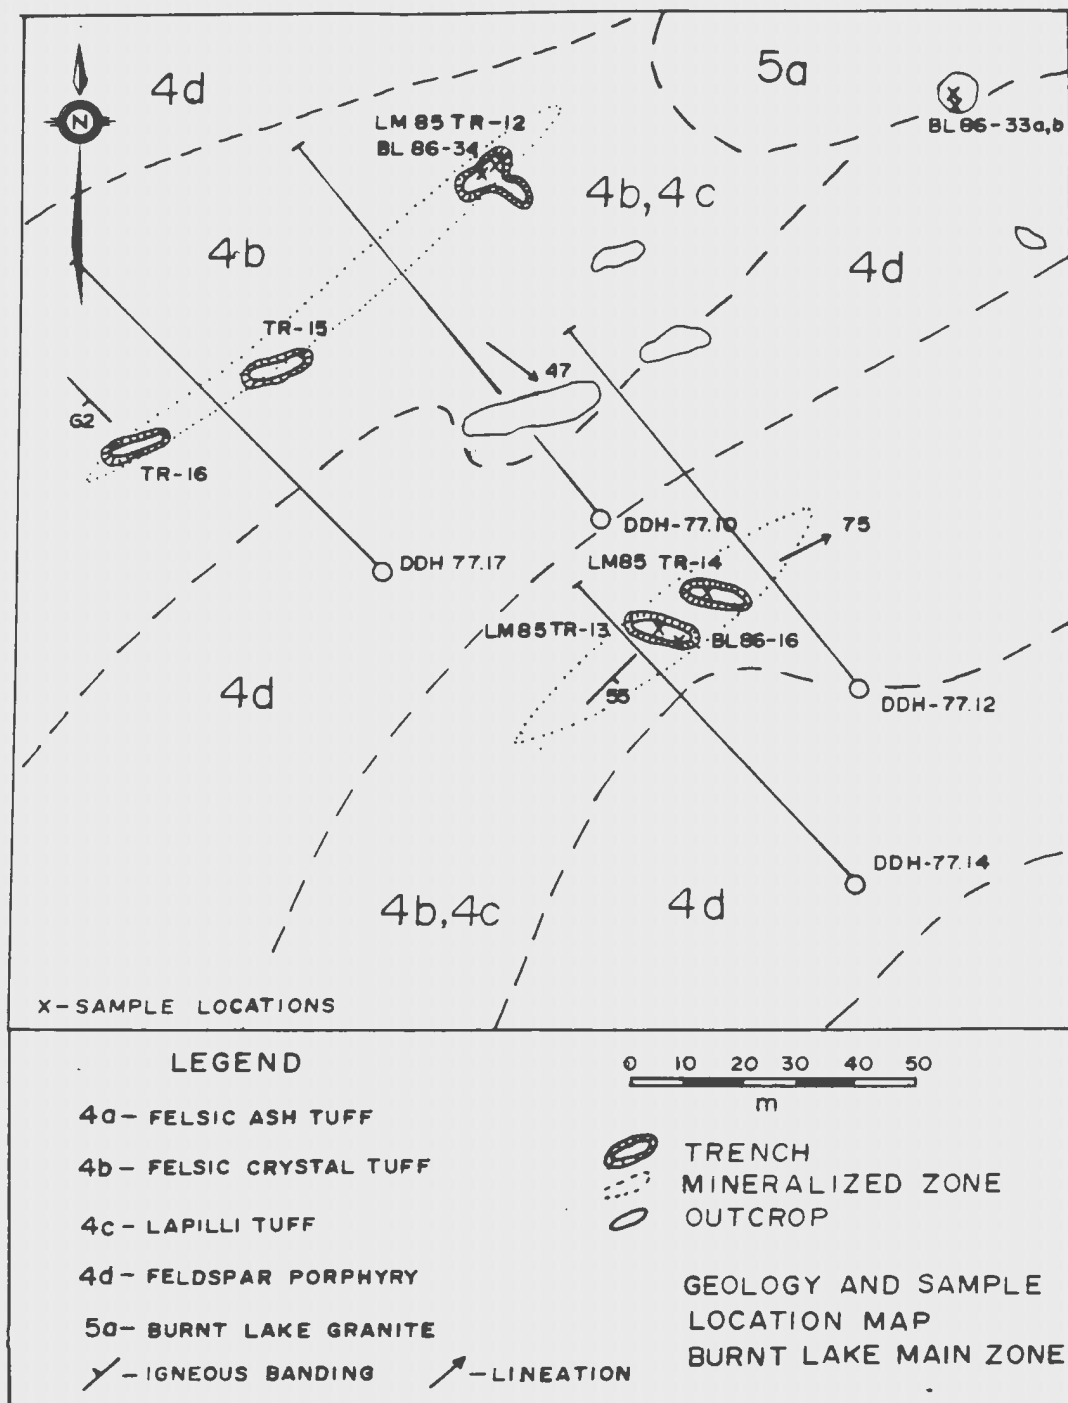 4d
5a
N
LM 85 TR-12
BL 86-34
BL 86-33a,b
4b,4c
4b
4d
TR-15
47
62
TR-16
DDH-77.10
75
DDH 77.17
LM85 TR-14
LM85TR-13
BL86-16
4d
55
DDH-77.12
DDH-77.14
4b,4c
4d
X-SAMPLE LOCATIONS
LEGEND
0 10 20 30 40 50
m
4a- FELSIC ASH TUFF
4b- FELSIC CRYSTAL TUFF
4c- LAPILLI TUFF
4d- FELDSPAR PORPHYRY
5a- BURNT LAKE GRANITE
-IGNEOUS BANDING
-LINEATION
TRENCH
MINERALIZED ZONE
OUTCROP
GEOLOGY AND SAMPLE
LOCATION MAP
BURNT LAKE MAIN ZONE